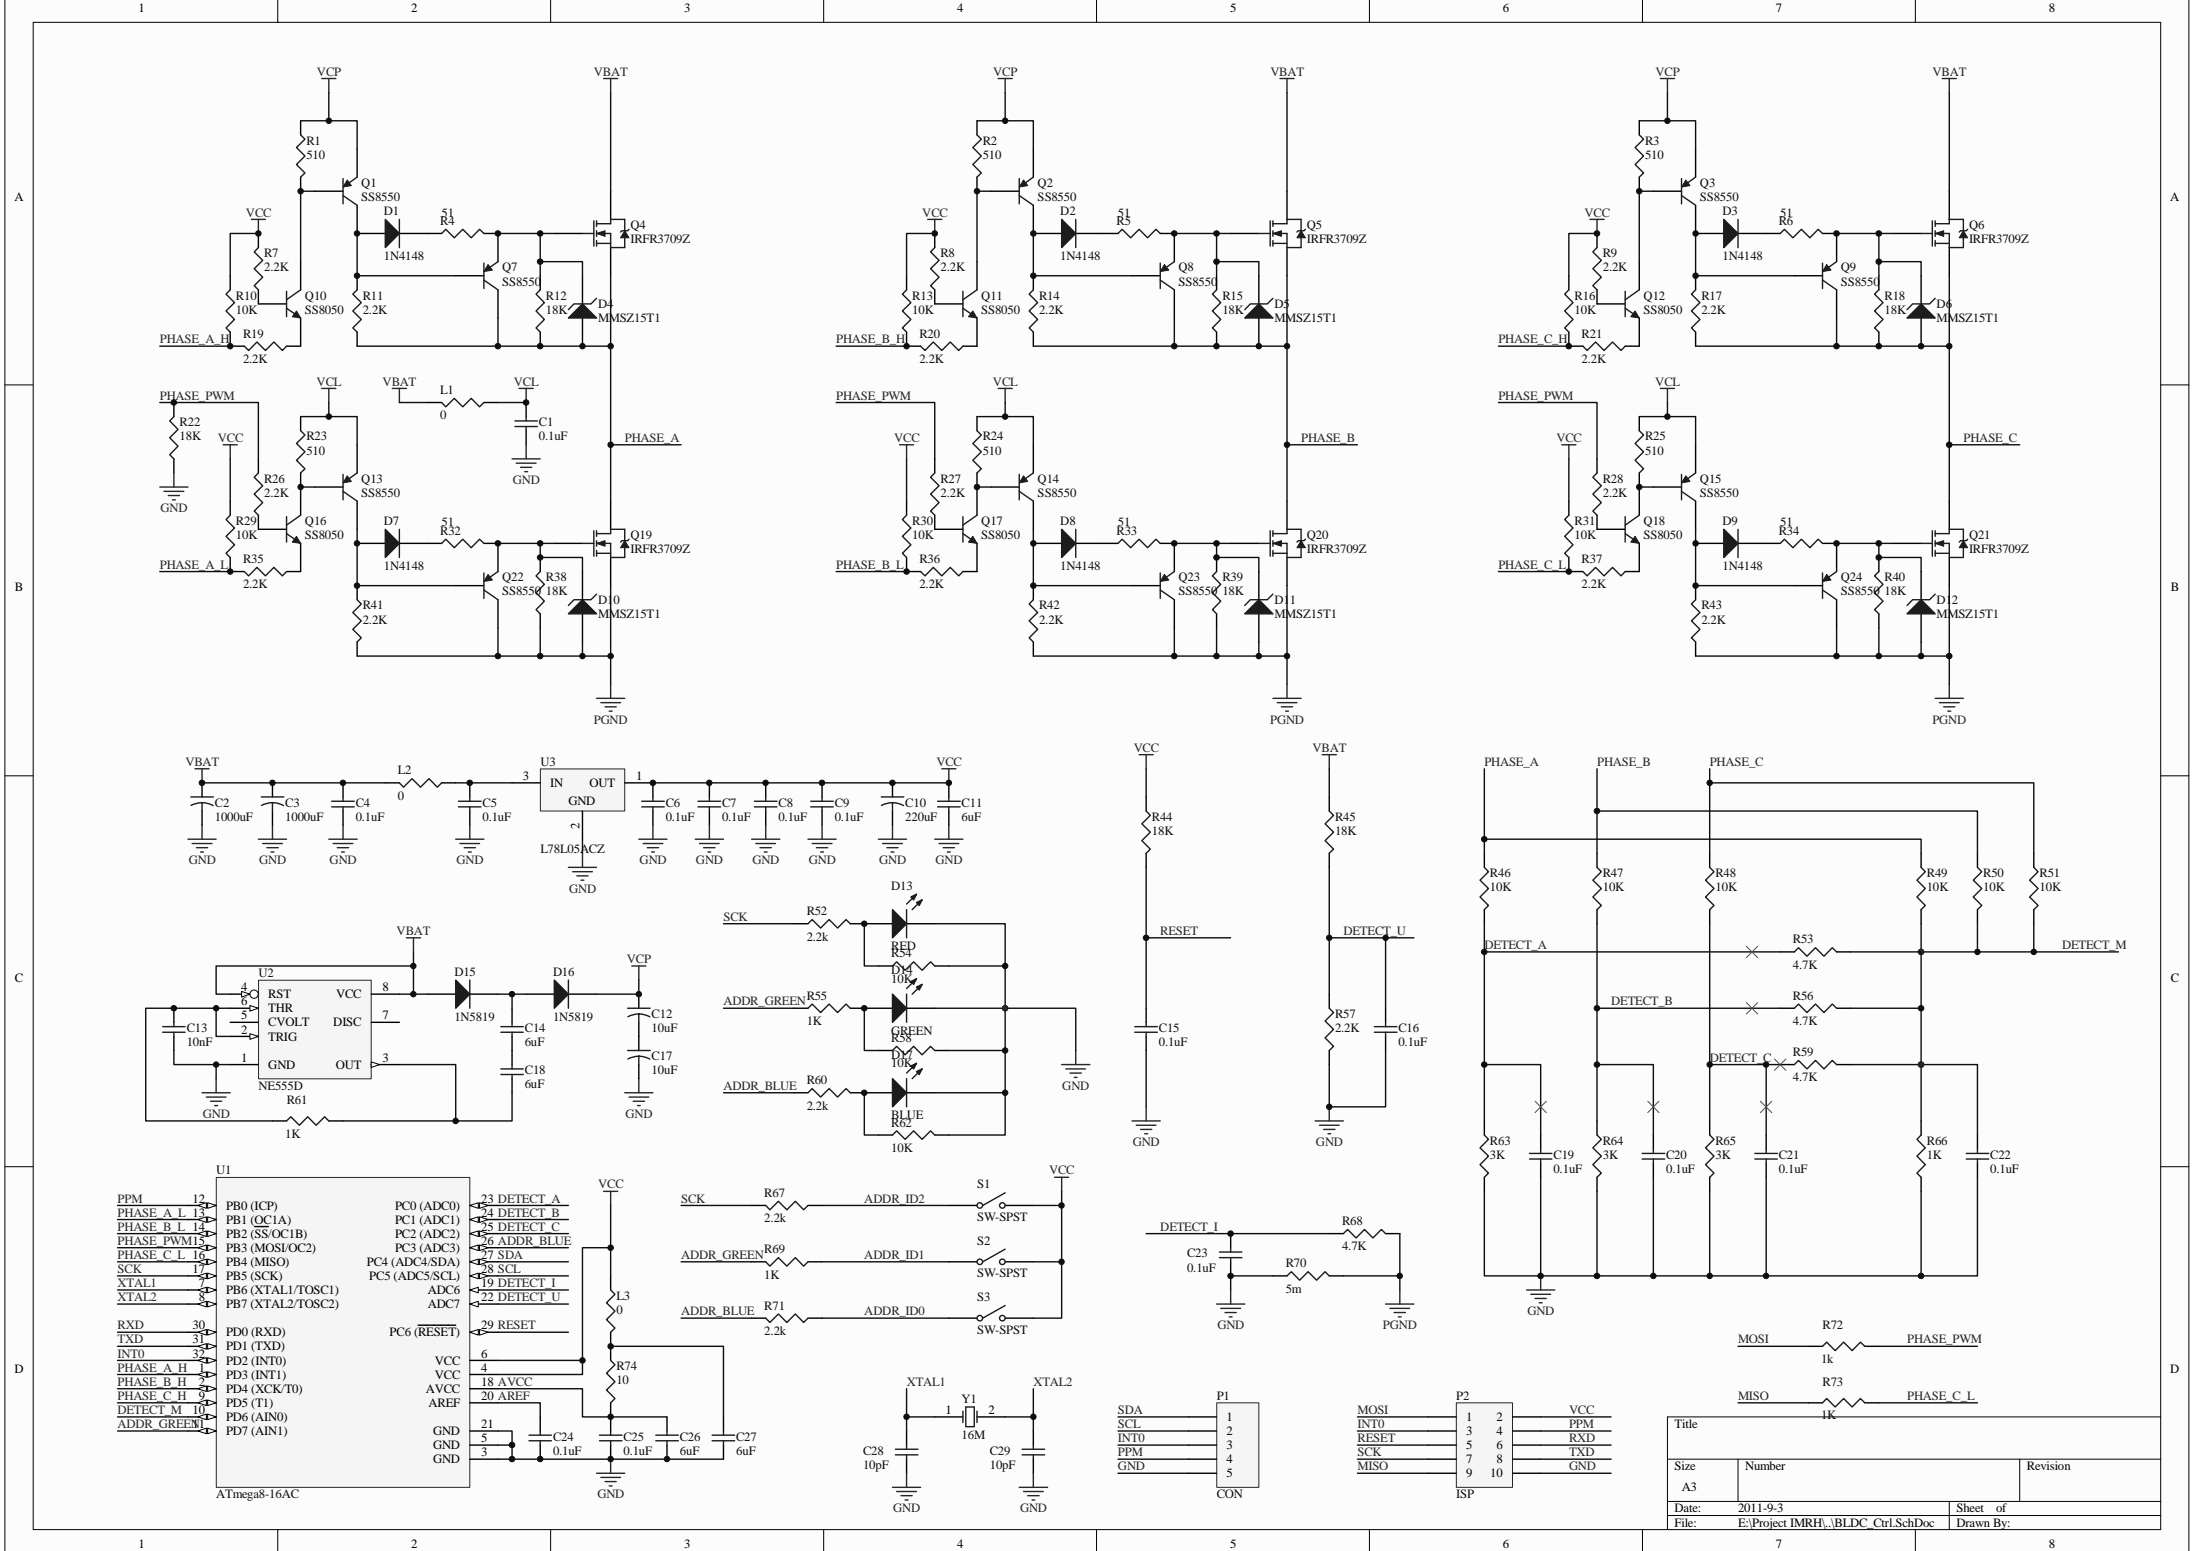 1 2 3 4 5 6 7 8
A A
B B
C C
D D
VCP
VBAT
R1
510
Q1
SS8550
VCC
R7
2.2K
R10
10K
Q10
SS8050
R19
2.2K
PHASE_A_H
D1
1N4148
51
R4
Q7
SS8550
R11
2.2K
R12
18K
D4
MMSZ15T1
Q4
IRFR3709Z
VCP
VBAT
R2
510
Q2
SS8550
VCC
R8
2.2K
R13
10K
Q11
SS8050
R20
2.2K
PHASE_B_H
D2
1N4148
51
R5
Q8
SS8550
R14
2.2K
R15
18K
D5
MMSZ15T1
Q5
IRFR3709Z
VCP
VBAT
R3
510
Q3
SS8550
VCC
R9
2.2K
R16
10K
Q12
SS8050
R21
2.2K
PHASE_C_H
D3
1N4148
51
R6
Q9
SS8550
R17
2.2K
R18
18K
D6
MMSZ15T1
Q6
IRFR3709Z
PHASE_PWM
R22
18K
GND
VCC
VCL
R23
510
R26
2.2K
R29
10K
Q13
SS8550
Q16
SS8050
R35
2.2K
PHASE_A_L
VBAT
L1
0
VCL
C1
0.1uF
GND
PHASE_A
D7
1N4148
51
R32
Q22
SS8550
R38
18K
R41
2.2K
D10
MMSZ15T1
Q19
IRFR3709Z
PGND
PHASE_PWM
VCC
VCL
R24
510
R27
2.2K
R30
10K
Q14
SS8550
Q17
SS8050
R36
2.2K
PHASE_B_L
PHASE_B
D8
1N4148
51
R33
Q23
SS8550
R39
18K
R42
2.2K
D11
MMSZ15T1
Q20
IRFR3709Z
PGND
PHASE_PWM
VCC
VCL
R25
510
R28
2.2K
R31
10K
Q15
SS8550
Q18
SS8050
R37
2.2K
PHASE_C_L
PHASE_C
D9
1N4148
51
R34
Q24
SS8550
R40
18K
R43
2.2K
D12
MMSZ15T1
Q21
IRFR3709Z
PGND
VBAT
C2
1000uF
GND
C3
1000uF
GND
C4
0.1uF
GND
L2
0
C5
0.1uF
GND
U3
3 IN OUT 1
GND
2
L78L05ACZ
GND
C6
0.1uF
GND
C7
0.1uF
GND
C8
0.1uF
GND
C9
0.1uF
GND
C10
220uF
GND
VCC
C11
6uF
GND
VCC
R44
18K
RESET
C15
0.1uF
GND
VBAT
R45
18K
DETECT_U
R57
2.2K
C16
0.1uF
GND
PHASE_A PHASE_B PHASE_C
R46
10K
R47
10K
R48
10K
R49
10K
R50
10K
R51
10K
DETECT_A
R53
4.7K
DETECT_M
DETECT_B
R56
4.7K
DETECT_C
R59
4.7K
R63
3K
C19
0.1uF
R64
3K
C20
0.1uF
R65
3K
C21
0.1uF
R66
1K
C22
0.1uF
GND
VBAT
U2
4 RST
6 THR
5 CVOLT
2 TRIG
1 GND
VCC 8
DISC 7
OUT 3
NE555D
C13
10nF
GND
R61
1K
D15
1N5819
D16
1N5819
C14
6uF
C18
6uF
VCP
C12
10uF
C17
10uF
GND
SCK
R52
2.2k
D13
RED
R54
10K
ADDR_GREEN
R55
1K
D14
GREEN
R58
10K
ADDR_BLUE
R60
2.2k
D17
BLUE
R62
10K
GND
U1
PPM 12 PB0 (ICP)
PHASE_A_L 13 PB1 (OC1A)
PHASE_B_L 14 PB2 (SS/OC1B)
PHASE_PWM 15 PB3 (MOSI/OC2)
PHASE_C_L 16 PB4 (MISO)
SCK 17 PB5 (SCK)
XTAL1 7 PB6 (XTAL1/TOSC1)
XTAL2 8 PB7 (XTAL2/TOSC2)
RXD 30 PD0 (RXD)
TXD 31 PD1 (TXD)
INT0 32 PD2 (INT0)
PHASE_A_H 1 PD3 (INT1)
PHASE_B_H 2 PD4 (XCK/T0)
PHASE_C_H 9 PD5 (T1)
DETECT_M 10 PD6 (AIN0)
ADDR_GREEN 11 PD7 (AIN1)
PC0 (ADC0) 23 DETECT_A
PC1 (ADC1) 24 DETECT_B
PC2 (ADC2) 25 DETECT_C
PC3 (ADC3) 26 ADDR_BLUE
PC4 (ADC4/SDA) 27 SDA
PC5 (ADC5/SCL) 28 SCL
ADC6 19 DETECT_I
ADC7 22 DETECT_U
PC6 (RESET) 29 RESET
VCC 6
VCC 4
AVCC 18 AVCC
AREF 20 AREF
GND 21
GND 5
GND 3
ATmega8-16AC
VCC
L3
0
R74
10
C24
0.1uF
C25
0.1uF
C26
6uF
C27
6uF
GND
SCK
R67
2.2k
ADDR_ID2
S1
SW-SPST
VCC
ADDR_GREEN
R69
1K
ADDR_ID1
S2
SW-SPST
ADDR_BLUE
R71
2.2k
ADDR_ID0
S3
SW-SPST
XTAL1 XTAL2
1 Y1 2
16M
C28
10pF
GND
C29
10pF
GND
DETECT_I
R68
4.7K
C23
0.1uF
R70
5m
GND
PGND
P1
SDA 1
SCL 2
INT0 3
PPM 4
GND 5
CON
P2
MOSI 1 2 VCC
INT0 3 4 PPM
RESET 5 6 RXD
SCK 7 8 TXD
MISO 9 10 GND
ISP
MOSI
R72
1k
PHASE_PWM
MISO
R73
1K
PHASE_C_L
Title
Size Number Revision
A3
Date: 2011-9-3 Sheet of
File: E:\Project IMRH\..\BLDC_Ctrl.SchDoc Drawn By:
1 2 3 4 5 6 7 8